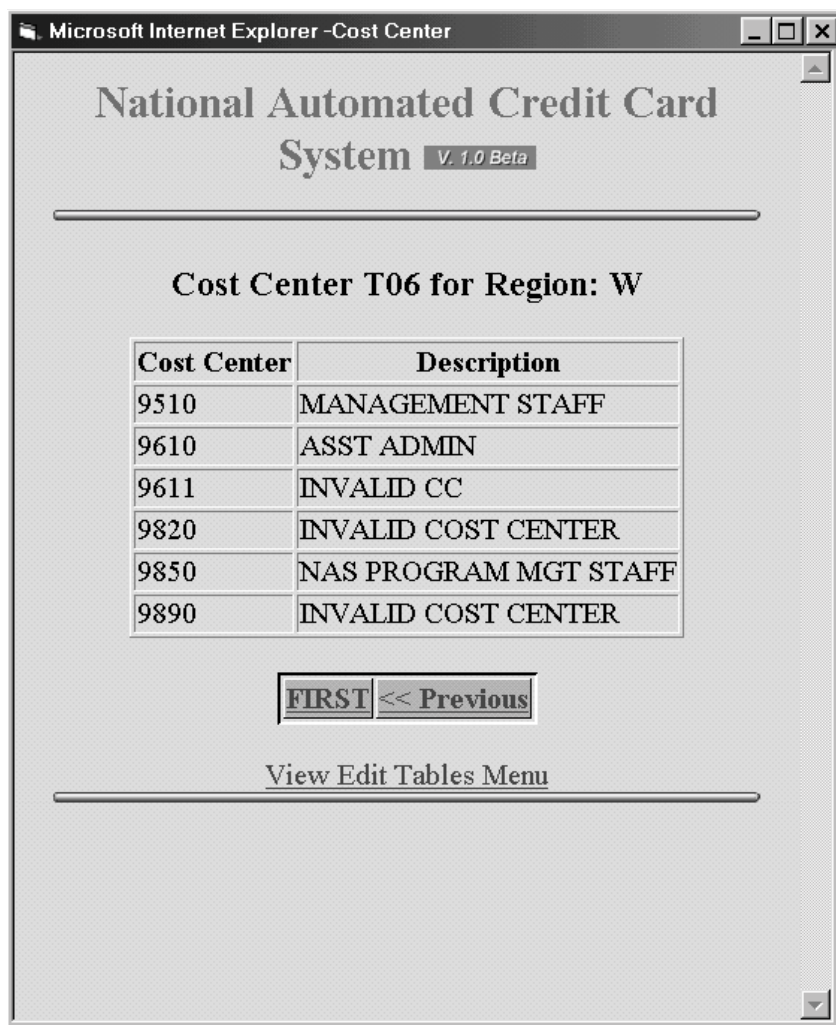 Microsoft Internet Explorer -Cost Center
National Automated Credit Card
System V. 1.0 Beta
Cost Center T06 for Region: W
Cost Center Description
9510 MANAGEMENT STAFF
9610 ASST ADMIN
9611 INVALID CC
9820 INVALID COST CENTER
9850 NAS PROGRAM MGT STAFF
9890 INVALID COST CENTER
FIRST << Previous
View Edit Tables Menu